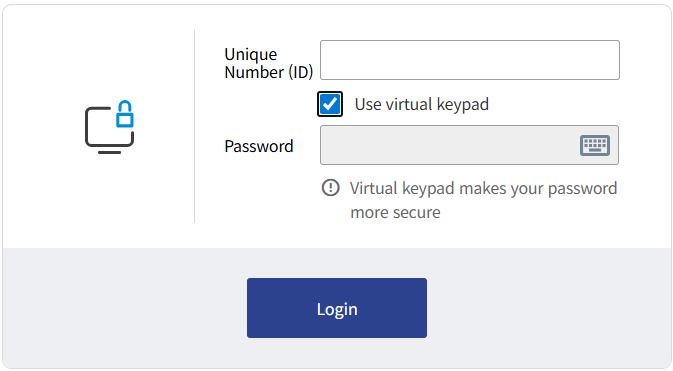 Unique
Number (ID)
Use virtual keypad
Password
Virtual keypad makes your password
more secure
Login